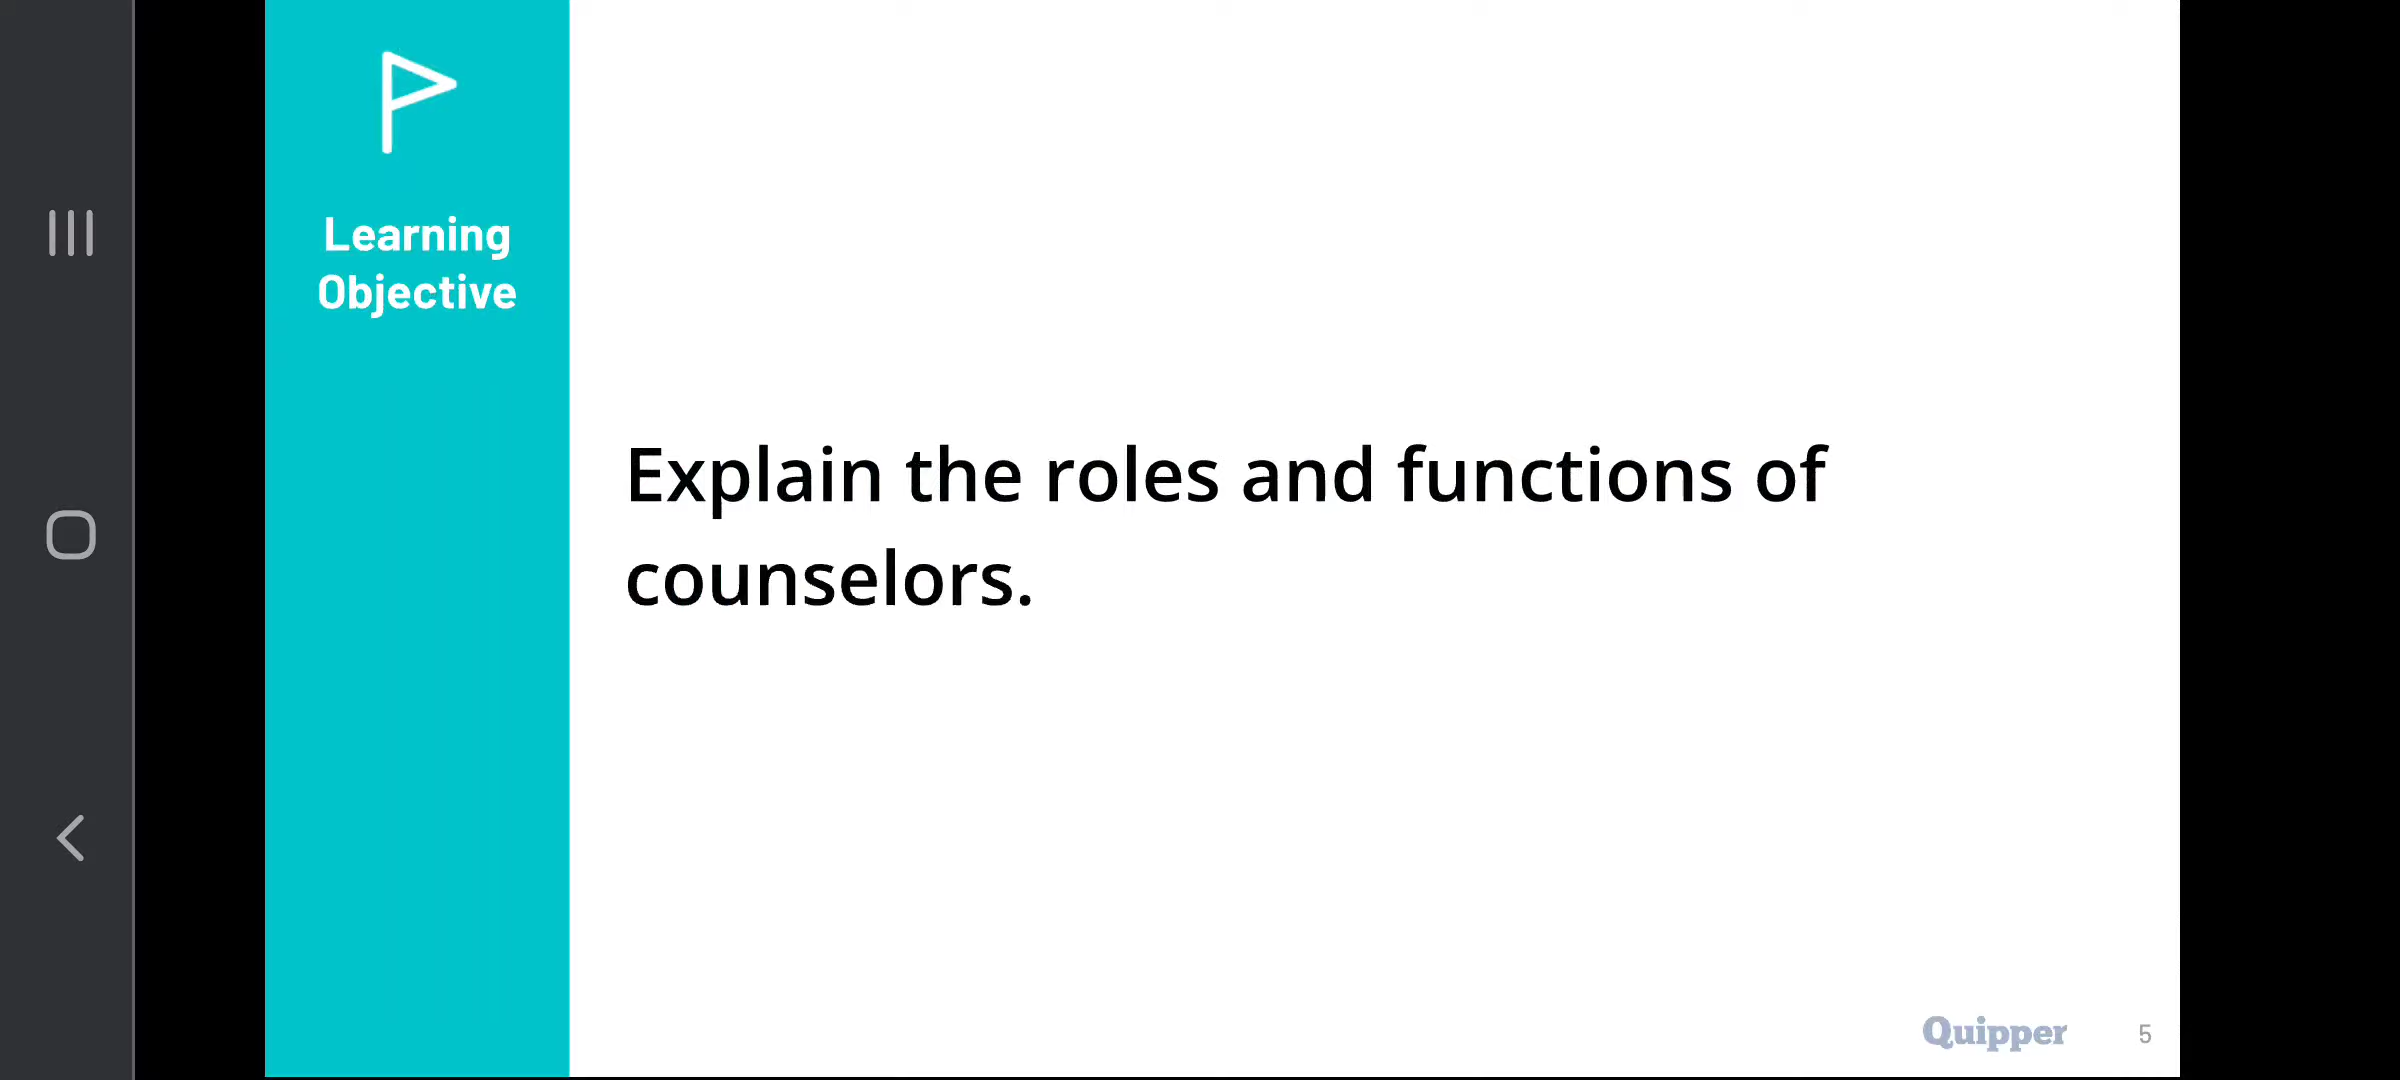 Learning
Objective
Explain the roles and functions of
counselors.
Quipper
5